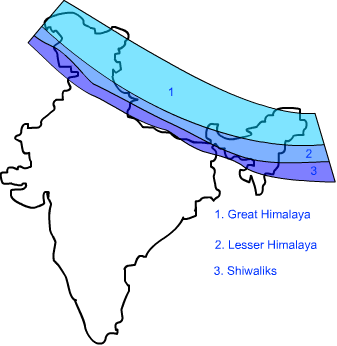 1
2
3
1. Great Himalaya
2. Lesser Himalaya
3. Shiwaliks